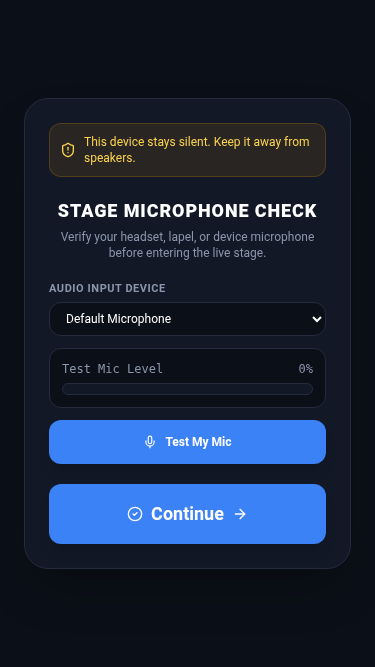 This device stays silent. Keep it away from
speakers.
STAGE MICROPHONE CHECK
Verify your headset, lapel, or device microphone
before entering the live stage.
AUDIO INPUT DEVICE
Default Microphone
Test Mic Level 0%
Test My Mic
Continue